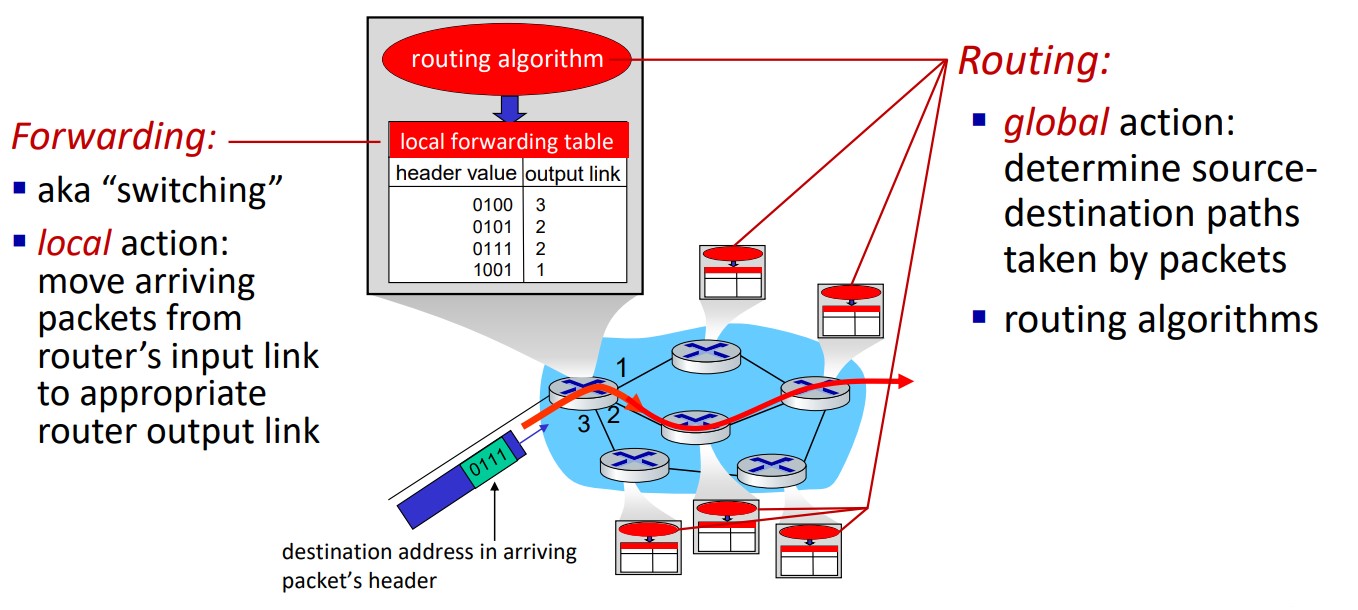 routing algorithm
local forwarding table
header value output link
0100 3
0101 2
0111 2
1001 1
Forwarding:
aka “switching”
local action:
move arriving
packets from
router’s input link
to appropriate
router output link
Routing:
global action:
determine source-
destination paths
taken by packets
routing algorithms
1
2
3
0111
destination address in arriving
packet’s header